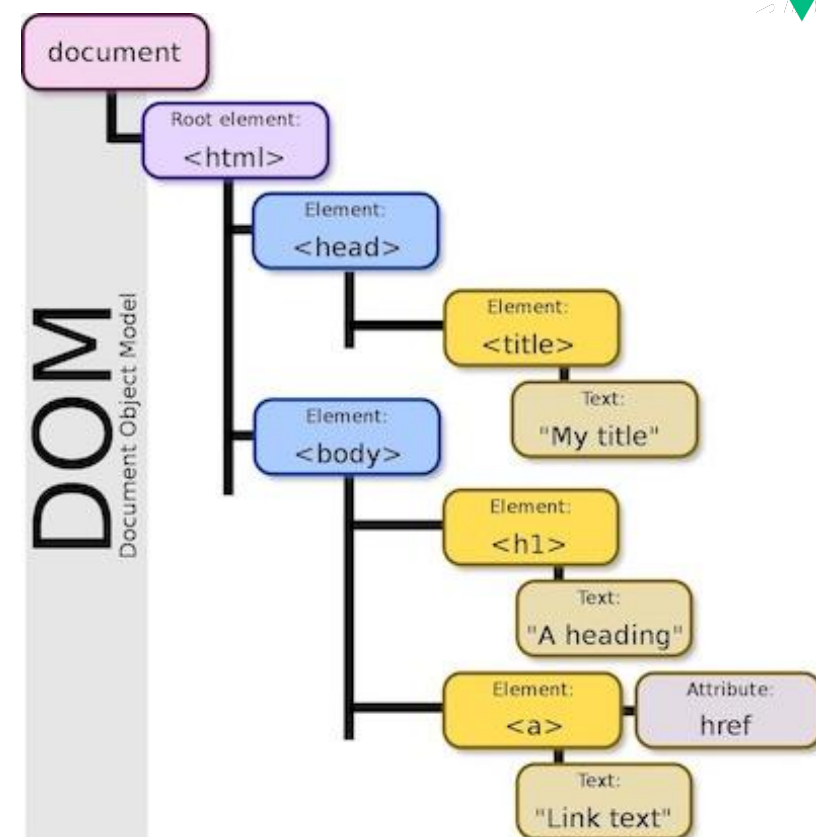 document
Root element:
<html>
Element:
<head>
Element:
<title>
Text:
"My title"
Element:
<body>
Element:
<h1>
Text:
"A heading"
Element:
<a>
Attribute:
href
Text:
"Link text"
DOM
Document Object Model